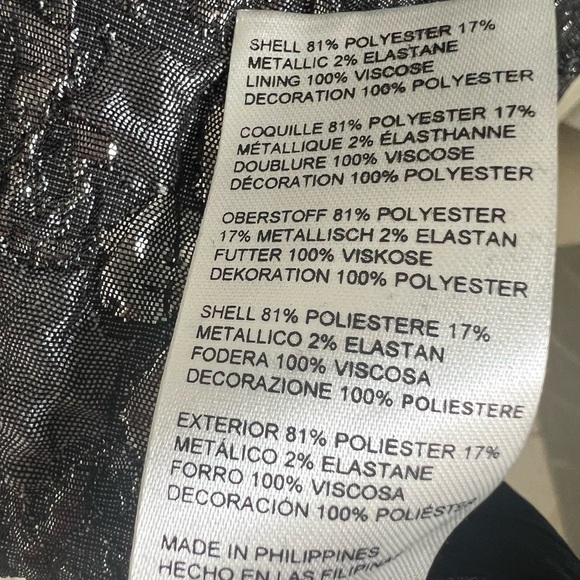 SHELL 81% POLYESTER 17%
METALLIC 2% ELASTANE
LINING 100% VISCOSE
DECORATION 100% POLYESTER
COQUILLE 81% POLYESTER 17%
MÉTALLIQUE 2% ÉLASTHANNE
DOUBLURE 100% VISCOSE
DÉCORATION 100% POLYESTER
OBERSTOFF 81% POLYESTER
17% METALLISCH 2% ELASTAN
FUTTER 100% VISKOSE
DEKORATION 100% POLYESTER
SHELL 81% POLIESTERE 17%
METALLICO 2% ELASTAN
FODERA 100% VISCOSA
DECORAZIONE 100% POLIESTERE
EXTERIOR 81% POLIÉSTER 17%
METÁLICO 2% ELASTANE
FORRO 100% VISCOSA
DECORACIÓN 100% POLIÉSTER
MADE IN PHILIPPINES
HECHO EN LAS